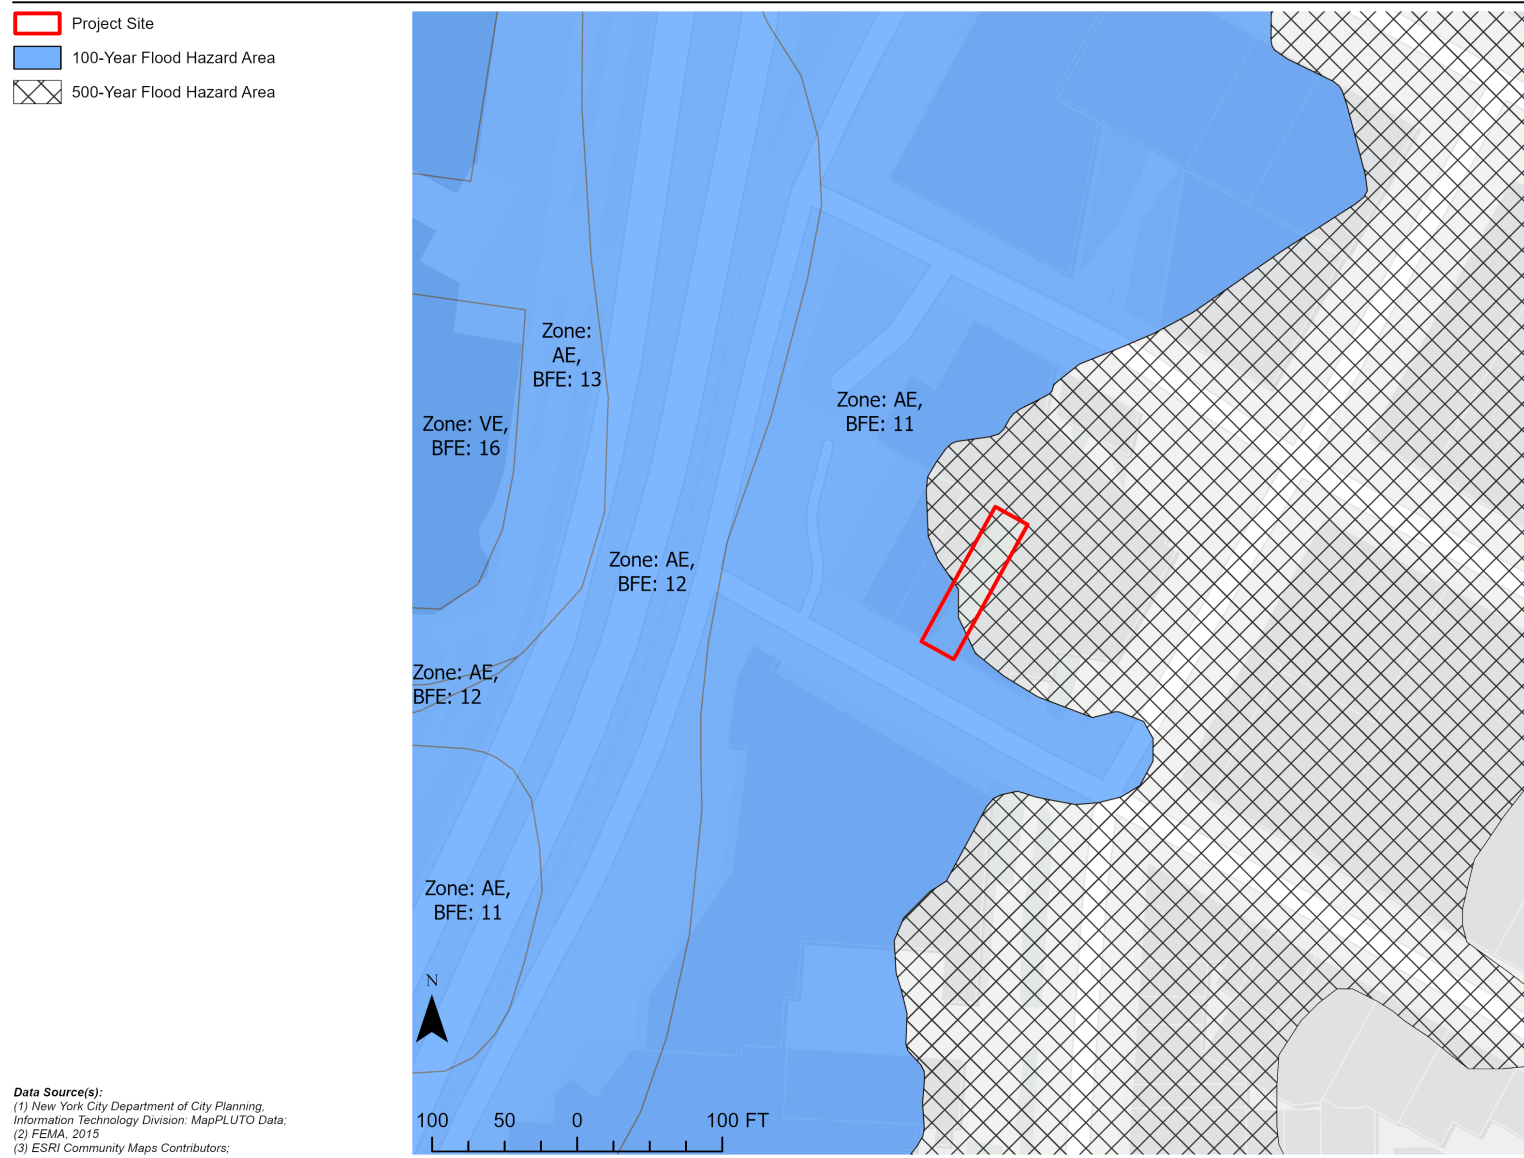 Project Site
100-Year Flood Hazard Area
500-Year Flood Hazard Area
Zone:
AE,
BFE: 13
Zone: VE,
BFE: 16
Zone: AE,
BFE: 11
Zone: AE,
BFE: 12
Zone: AE,
BFE: 12
Zone: AE,
BFE: 11
N
100 50 0 100 FT
Data Source(s):
(1) New York City Department of City Planning,
Information Technology Division: MapPLUTO Data;
(2) FEMA, 2015
(3) ESRI Community Maps Contributors;